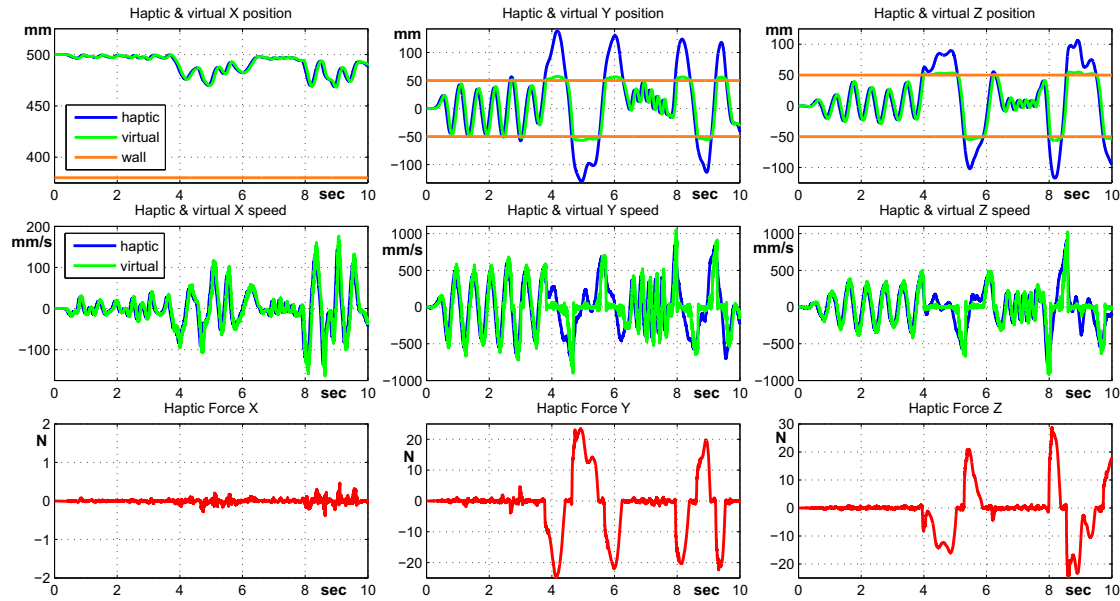 Haptic & virtual X position
Haptic & virtual Y position
Haptic & virtual Z position
mm
500
450
400
haptic
virtual
wall
0 2 4 6 8 sec 10
mm
100
50
0
−50
−100
0 2 4 6 8 sec 10
mm
100
50
0
−50
−100
0 2 4 6 8 sec 10
Haptic & virtual X speed
Haptic & virtual Y speed
Haptic & virtual Z speed
200
mm/s
100
0
−100
haptic
virtual
0 2 4 6 8 sec 10
1000
mm/s
500
0
−500
−1000
0 2 4 6 8 sec 10
1000
mm/s
500
0
−500
−1000
0 2 4 6 8 sec 10
Haptic Force X
Haptic Force Y
Haptic Force Z
2
N
1
0
−1
−2
0 2 4 6 8 sec 10
20
N
10
0
−10
−20
0 2 4 6 8 sec 10
30
N
20
10
0
−10
−20
0 2 4 6 8 sec 10